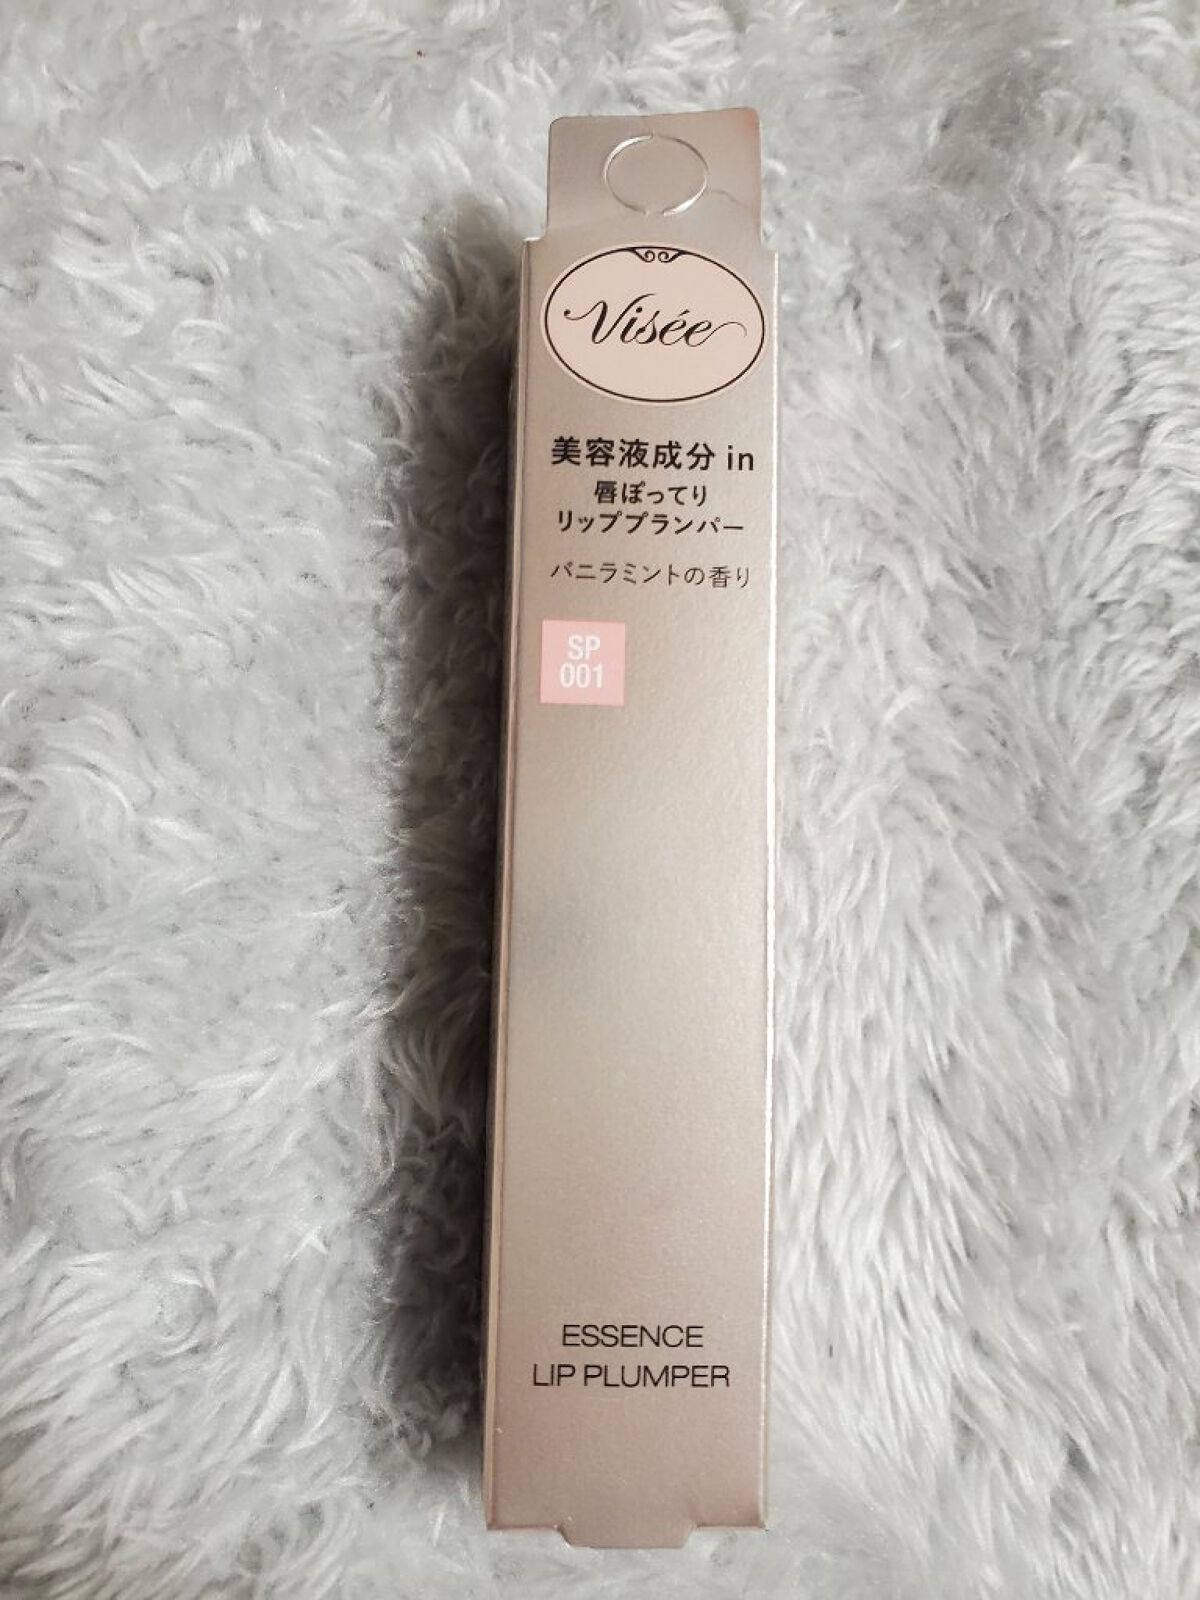 Visée
美容液成分 in
唇ぽってり
リッププランパー
バニラミントの香り
SP
001
ESSENCE
LIP PLUMPER